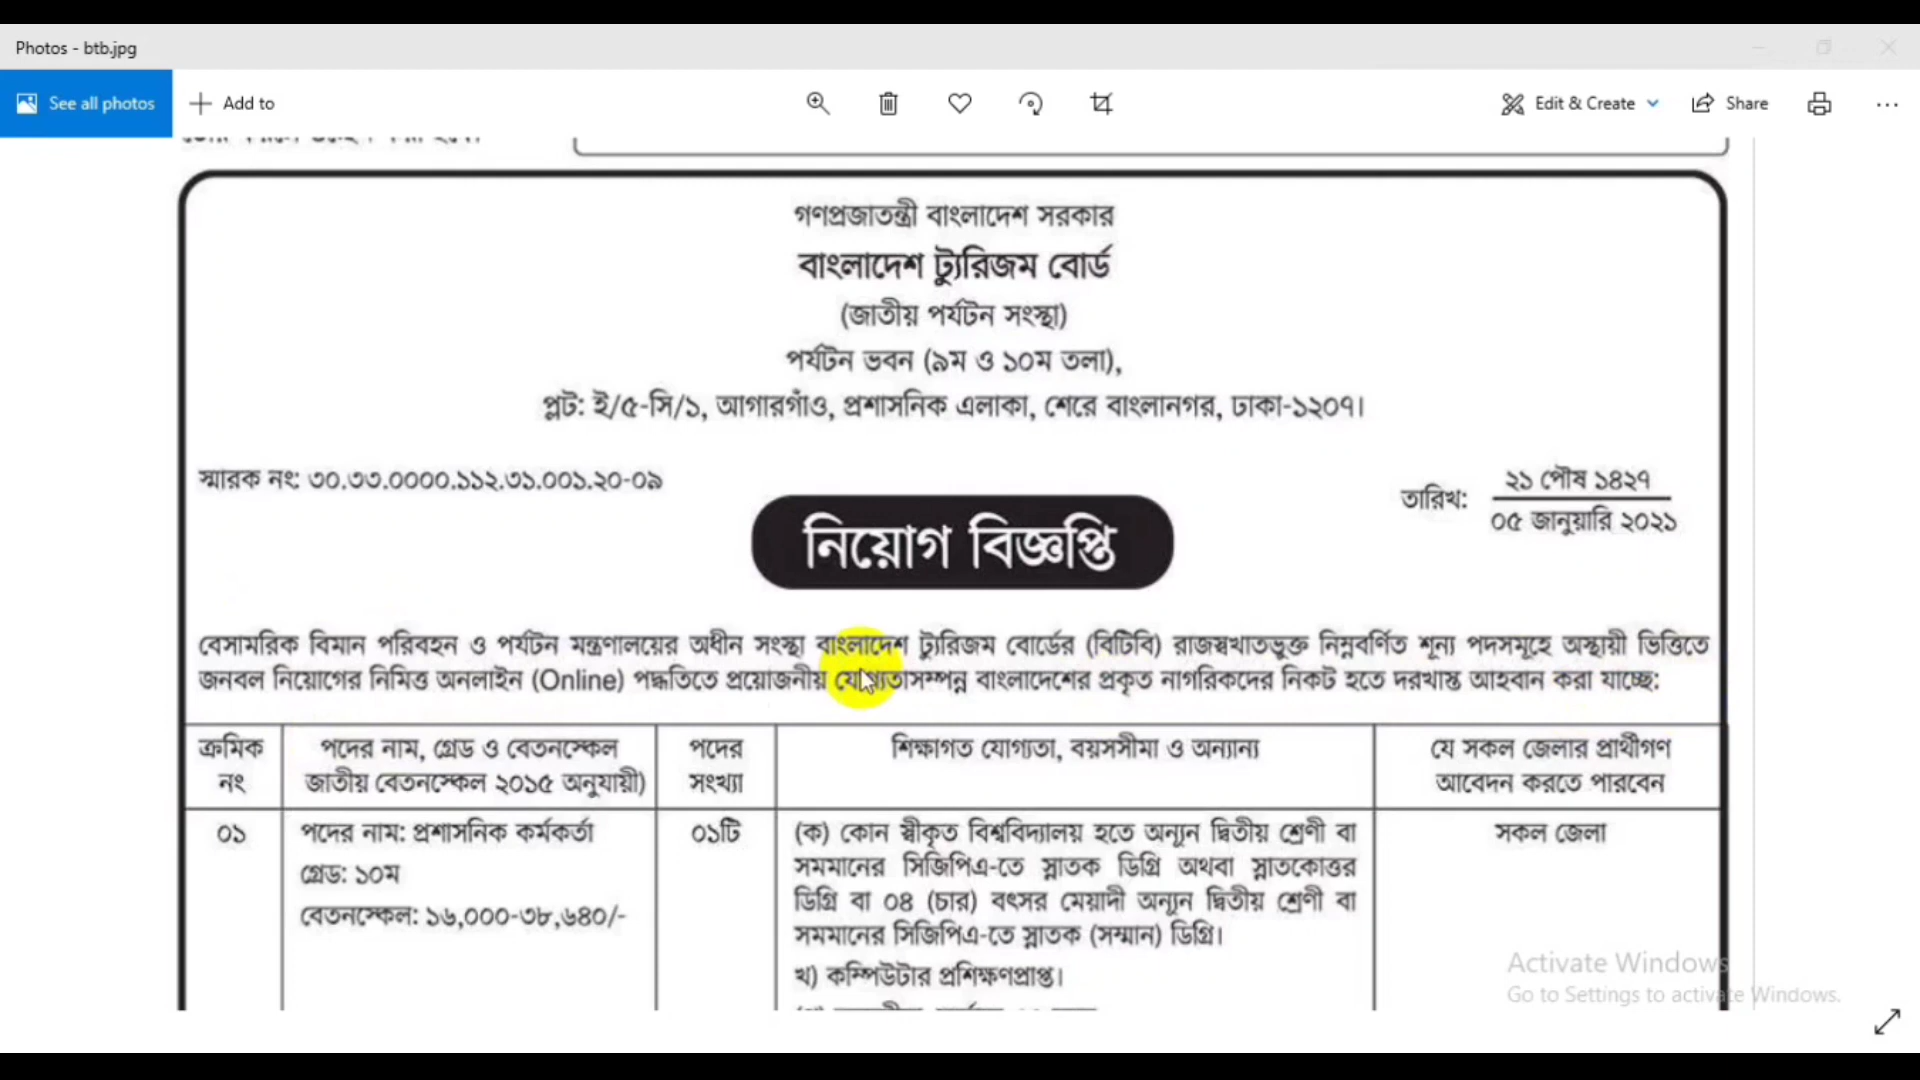 Photos - btb.jpg
See all photos
Add to
Edit & Create
Share
গণপ্রজাতন্ত্রী বাংলাদেশ সরকার
বাংলাদেশ ট্যুরিজম বোর্ড
(জাতীয় পর্যটন সংস্থা)
পর্যটন ভবন (৯ম ও ১০ম তলা),
প্লট: ই/৫-সি/১, আগারগাঁও, প্রশাসনিক এলাকা, শেরে বাংলানগর, ঢাকা-১২০৭।
স্মারক নং: ৩০.৩৩.০০০০.১১২.৩১.০০১.২০-০৯
তারিখ:
২১ পৌষ ১৪২৭
০৫ জানুয়ারি ২০২১
নিয়োগ বিজ্ঞপ্তি
বেসামরিক বিমান পরিবহন ও পর্যটন মন্ত্রণালয়ের অধীন সংস্থা বাংলাদেশ ট্যুরিজম বোর্ডের (বিটিবি) রাজস্বখাতভুক্ত নিম্নবর্ণিত শূন্য পদসমূহে অস্থায়ী ভিত্তিতে
জনবল নিয়োগের নিমিত্ত অনলাইন (Online) পদ্ধতিতে প্রয়োজনীয় যোগ্যতাসম্পন্ন বাংলাদেশের প্রকৃত নাগরিকদের নিকট হতে দরখাস্ত আহবান করা যাচ্ছে:
ক্রমিক
নং
পদের নাম, গ্রেড ও বেতনস্কেল
জাতীয় বেতনস্কেল ২০১৫ অনুযায়ী)
পদের
সংখ্যা
শিক্ষাগত যোগ্যতা, বয়সসীমা ও অন্যান্য
যে সকল জেলার প্রার্থীগণ
আবেদন করতে পারবেন
০১
পদের নাম: প্রশাসনিক কর্মকর্তা
গ্রেড: ১০ম
বেতনস্কেল: ১৬,০০০-৩৮,৬৪০/-
০১টি
(ক) কোন স্বীকৃত বিশ্ববিদ্যালয় হতে অন্যূন দ্বিতীয় শ্রেণী বা
সমমানের সিজিপিএ-তে স্নাতক ডিগ্রি অথবা স্নাতকোত্তর
ডিগ্রি বা ০৪ (চার) বৎসর মেয়াদী অন্যূন দ্বিতীয় শ্রেণী বা
সমমানের সিজিপিএ-তে স্নাতক (সম্মান) ডিগ্রি।
খ) কম্পিউটার প্রশিক্ষণপ্রাপ্ত।
সকল জেলা
Activate Windows
Go to Settings to activate Windows.